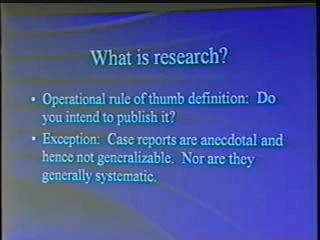 What is research?
• Operational rule of thumb definition:  Do
you intend to publish it?
• Exception:  Case reports are anecdotal and
hence not generalizable.  Nor are they
generally systematic.